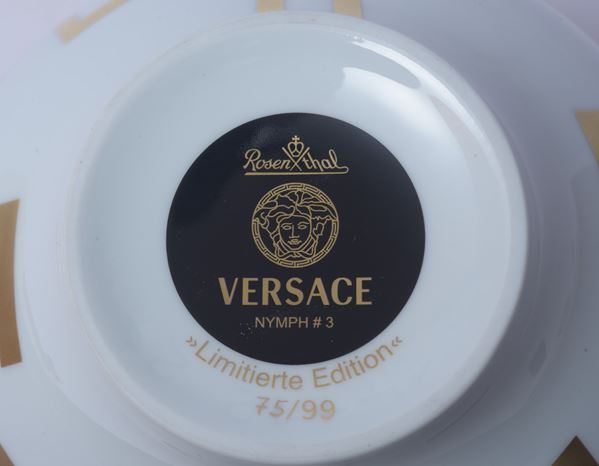 Rosenthal
VERSACE
NYMPH # 3
»Limitierte Edition«
75/99